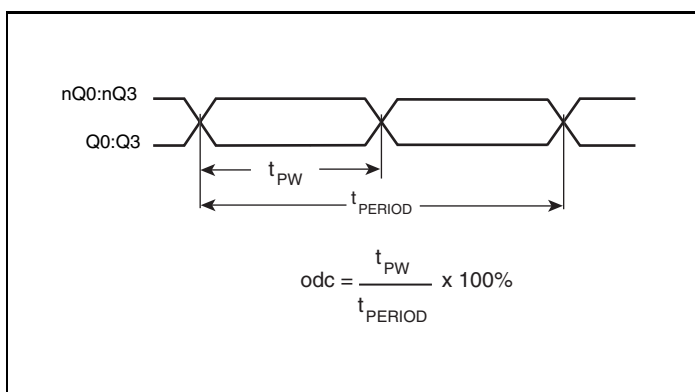 nQ0:nQ3
Q0:Q3
tPW
tPERIOD
odc = tPW / tPERIOD x 100%